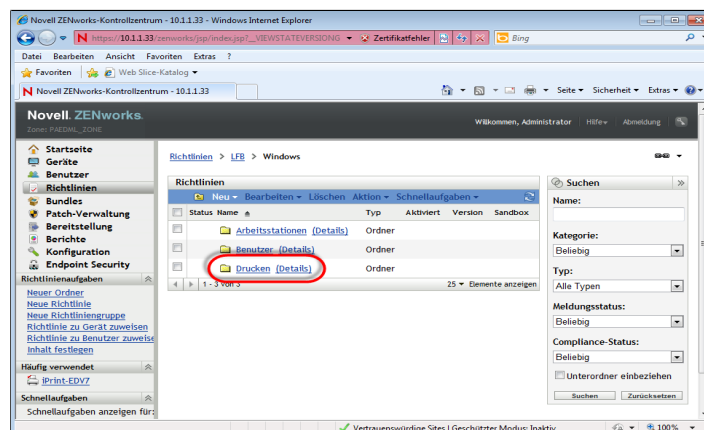 Novell ZENworks-Kontrollzentrum - 10.1.1.33 - Windows Internet Explorer
https://10.1.1.33/zenworks/jsp/index.jsp?__VIEWSTATEVERSIONG
Zertifikatfehler
Bing
Datei Bearbeiten Ansicht Favoriten Extras ?
Favoriten Web Slice-Katalog
Novell ZENworks-Kontrollzentrum - 10.1.1.33
Seite Sicherheit Extras
Novell ZENworks.
Zone: PAEDML_ZONE
Willkommen, Administrator Hilfe Abmeldung
Startseite
Geräte
Benutzer
Richtlinien
Bundles
Patch-Verwaltung
Bereitstellung
Berichte
Konfiguration
Endpoint Security
Richtlinienaufgaben
Neuer Ordner
Neue Richtlinie
Neue Richtliniengruppe
Richtlinie zu Gerät zuweisen
Richtlinie zu Benutzer zuweise
Inhalt festlegen
Häufig verwendet
iPrint-EDV7
Schnellaufgaben
Schnellaufgaben anzeigen für:
Richtlinien > LFB > Windows
Richtlinien
Neu Bearbeiten Löschen Aktion Schnellaufgaben
Status Name Typ Aktiviert Version Sandbox
Arbeitsstationen (Details) Ordner
Benutzer (Details) Ordner
Drucken (Details) Ordner
1 - 3 von 3 25 Elemente anzeigen
Suchen
Name:
Kategorie:
Beliebig
Typ:
Alle Typen
Meldungsstatus:
Beliebig
Compliance-Status:
Beliebig
Unterordner einbeziehen
Suchen Zurücksetzen
Vertrauenswürdige Sites | Geschützter Modus: Inaktiv 100%